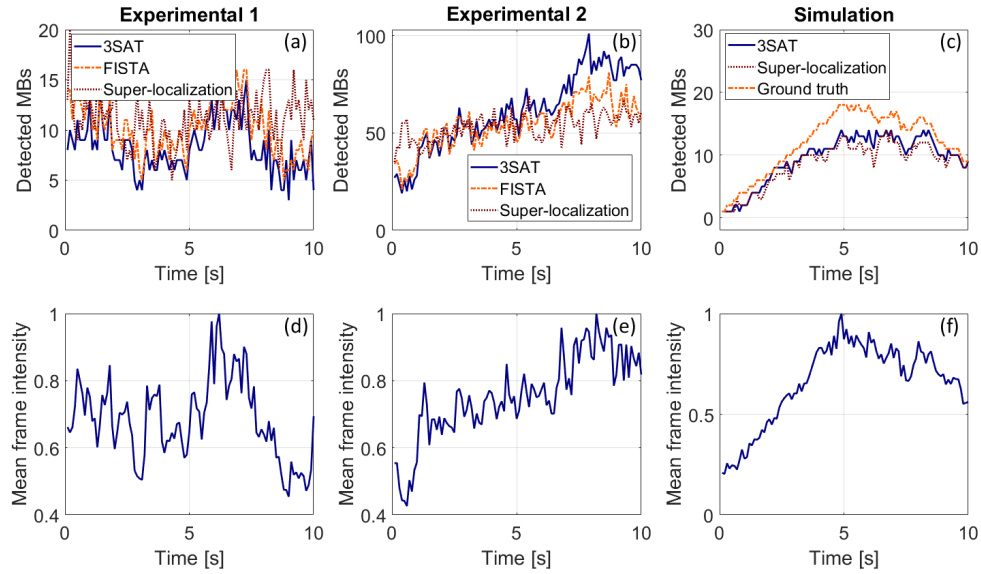 Experimental 1
Experimental 2
Simulation
(a)
3SAT
FISTA
Super-localization
Detected MBs
20
15
10
5
0
0
5
10
Time [s]
(b)
3SAT
FISTA
Super-localization
Detected MBs
100
50
0
0
5
10
Time [s]
(c)
3SAT
Super-localization
Ground truth
Detected MBs
30
20
10
0
0
5
10
Time [s]
(d)
Mean frame intensity
1
0.8
0.6
0.4
0
5
10
Time [s]
(e)
Mean frame intensity
1
0.8
0.6
0.4
0
5
10
Time [s]
(f)
Mean frame intensity
1
0.5
0
0
5
10
Time [s]